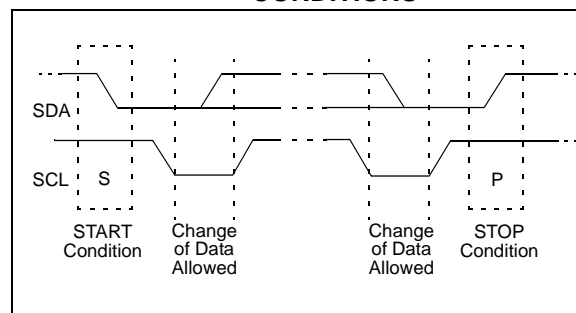 CONDITIONS
SDA
SCL
S
P
START
Condition
Change
of Data
Allowed
Change
of Data
Allowed
STOP
Condition